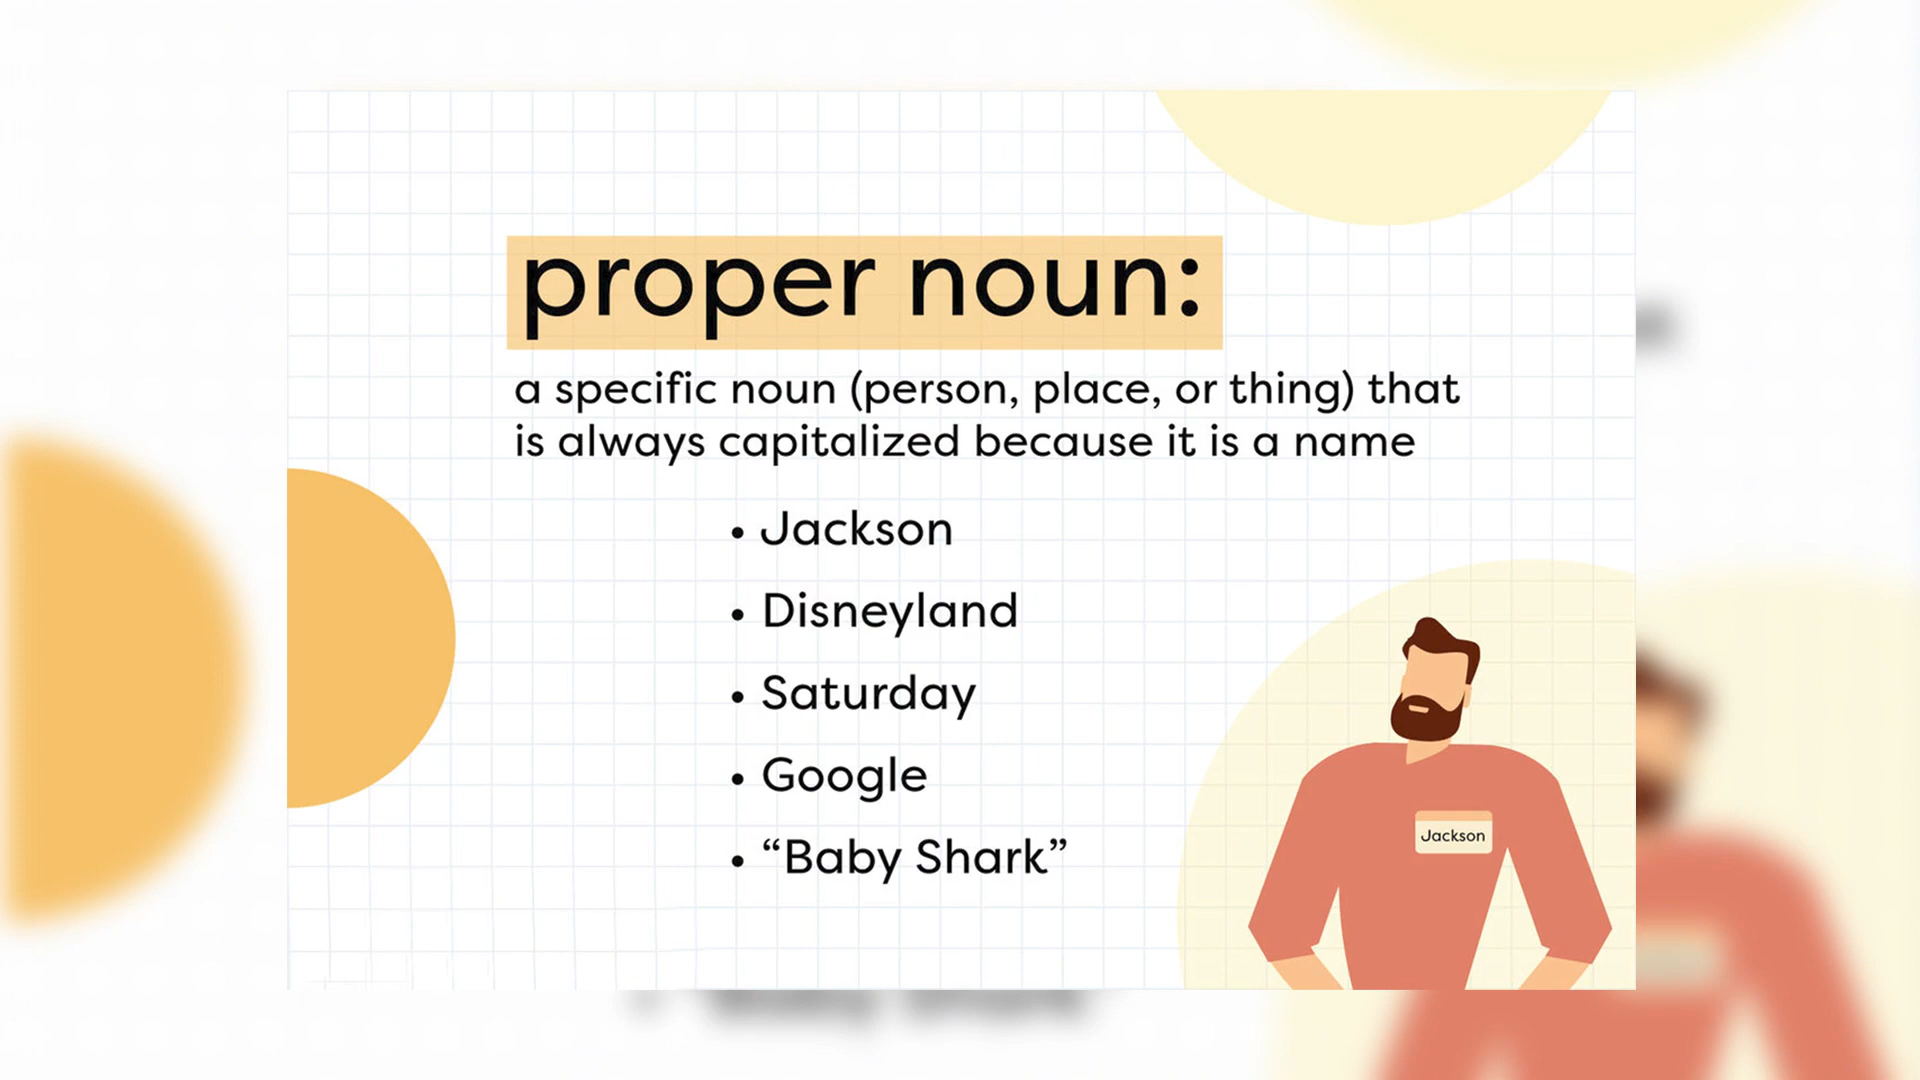 proper noun:
a specific noun (person, place, or thing) that
is always capitalized because it is a name
• Jackson
• Disneyland
• Saturday
• Google
• “Baby Shark”
Jackson